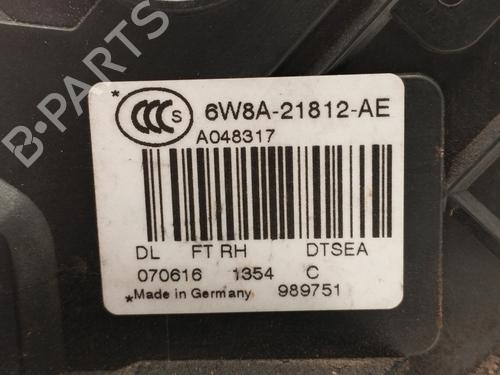 B-PARTS
* CCC S 6W8A-21812-AE
A048317
DL FT RH DTSEA
070616 1354 C
*Made in Germany 989751